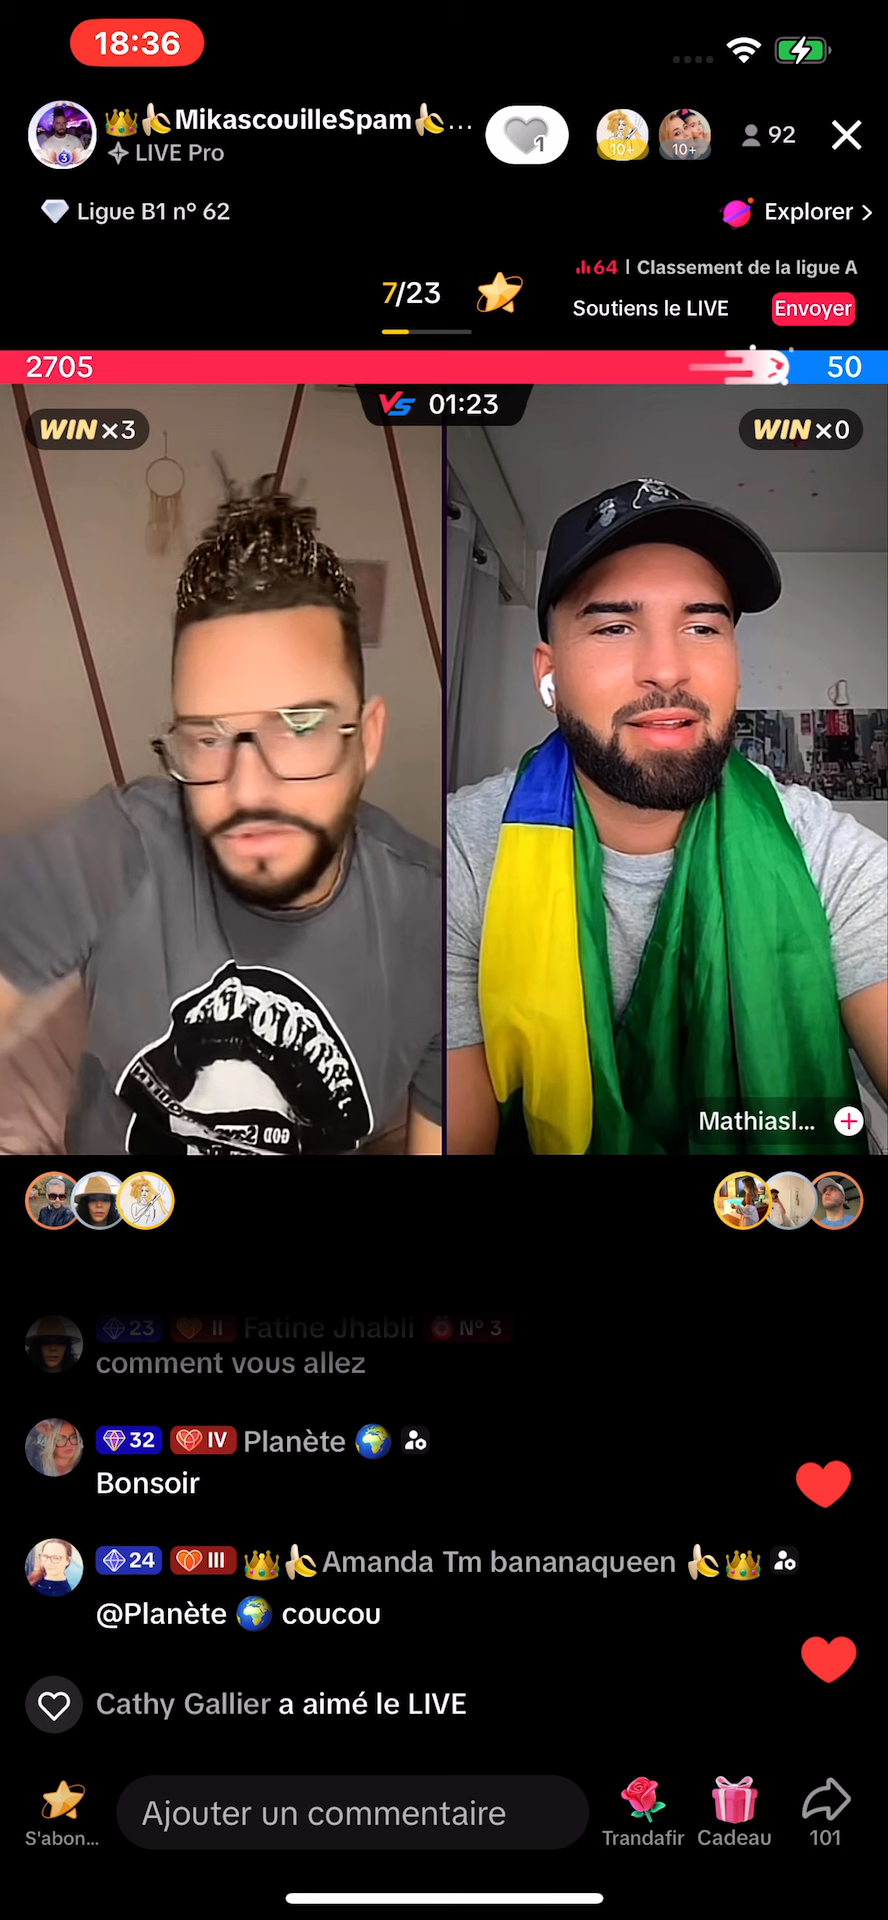 18:36
👑🍌MikascouilleSpam🍌...
LIVE Pro
3
1
10+
10+
92
Ligue B1 n° 62
Explorer >
64 | Classement de la ligue A
7/23
Soutiens le LIVE
Envoyer
2705
50
VS 01:23
WIN x3
WIN x0
Mathiasl...
23 II Fatine Jhabli N° 3
comment vous allez
32 IV Planète 🌍
Bonsoir
24 III 👑🍌Amanda Tm bananaqueen 🍌👑
@Planète 🌍 coucou
Cathy Gallier a aimé le LIVE
S'abon...
Ajouter un commentaire
Trandafir
Cadeau
101